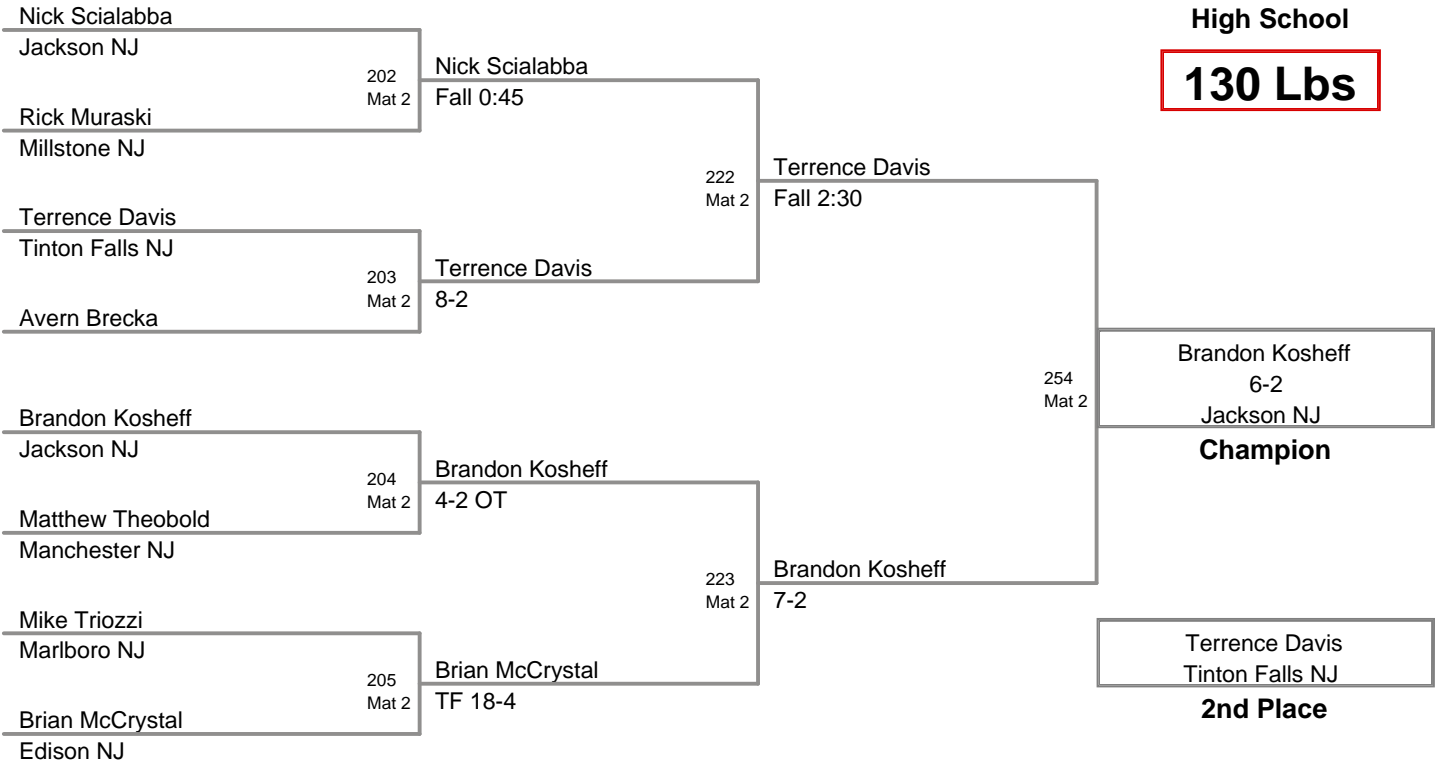 Nick Scialabba
Jackson NJ
202
Mat 2
Rick Muraski
Millstone NJ
Terrence Davis
Tinton Falls NJ
203
Mat 2
Avern Brecka
Brandon Kosheff
Jackson NJ
204
Mat 2
Matthew Theobold
Manchester NJ
Mike Triozzi
Marlboro NJ
205
Mat 2
Brian McCrystal
Edison NJ
Nick Scialabba
Fall 0:45
222
Mat 2
Terrence Davis
8-2
Brandon Kosheff
4-2 OT
223
Mat 2
Brian McCrystal
TF 18-4
Terrence Davis
Fall 2:30
254
Mat 2
Brandon Kosheff
7-2
High School
130 Lbs
Brandon Kosheff
6-2
Jackson NJ
Champion
Terrence Davis
Tinton Falls NJ
2nd Place